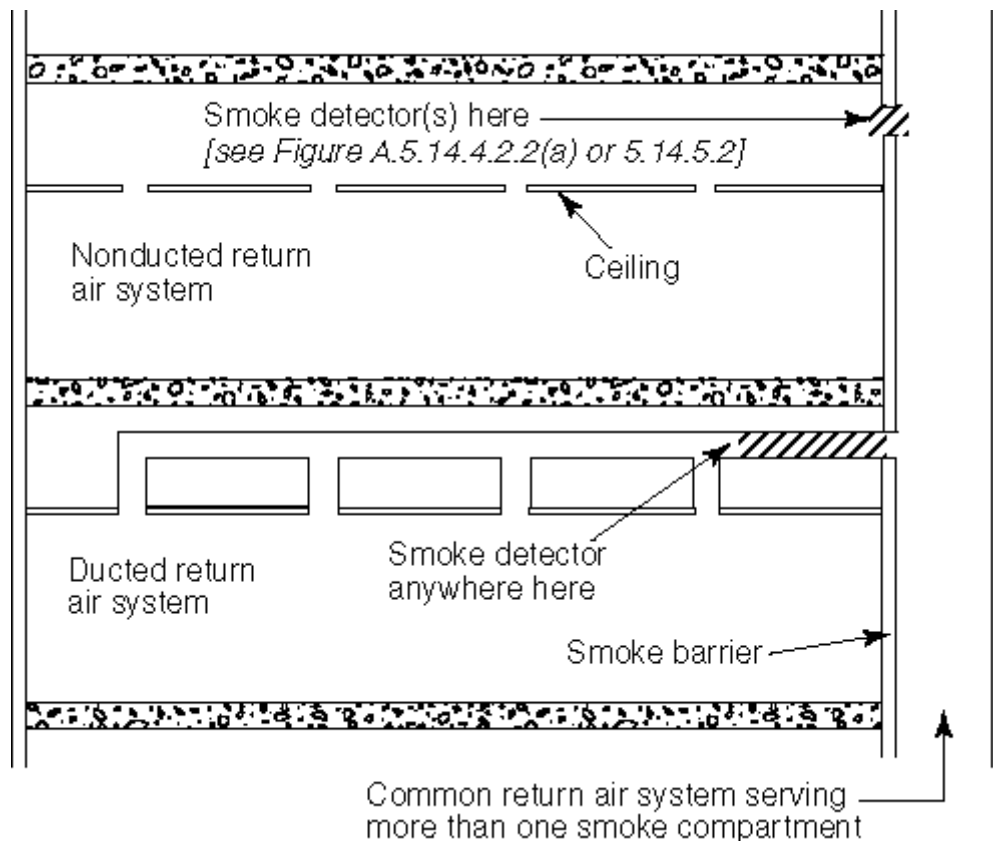 Smoke detector(s) here
[see Figure A.5.14.4.2.2(a) or 5.14.5.2]
Ceiling
Nonducted return
air system
Smoke detector
anywhere here
Ducted return
air system
Smoke barrier
Common return air system serving
more than one smoke compartment